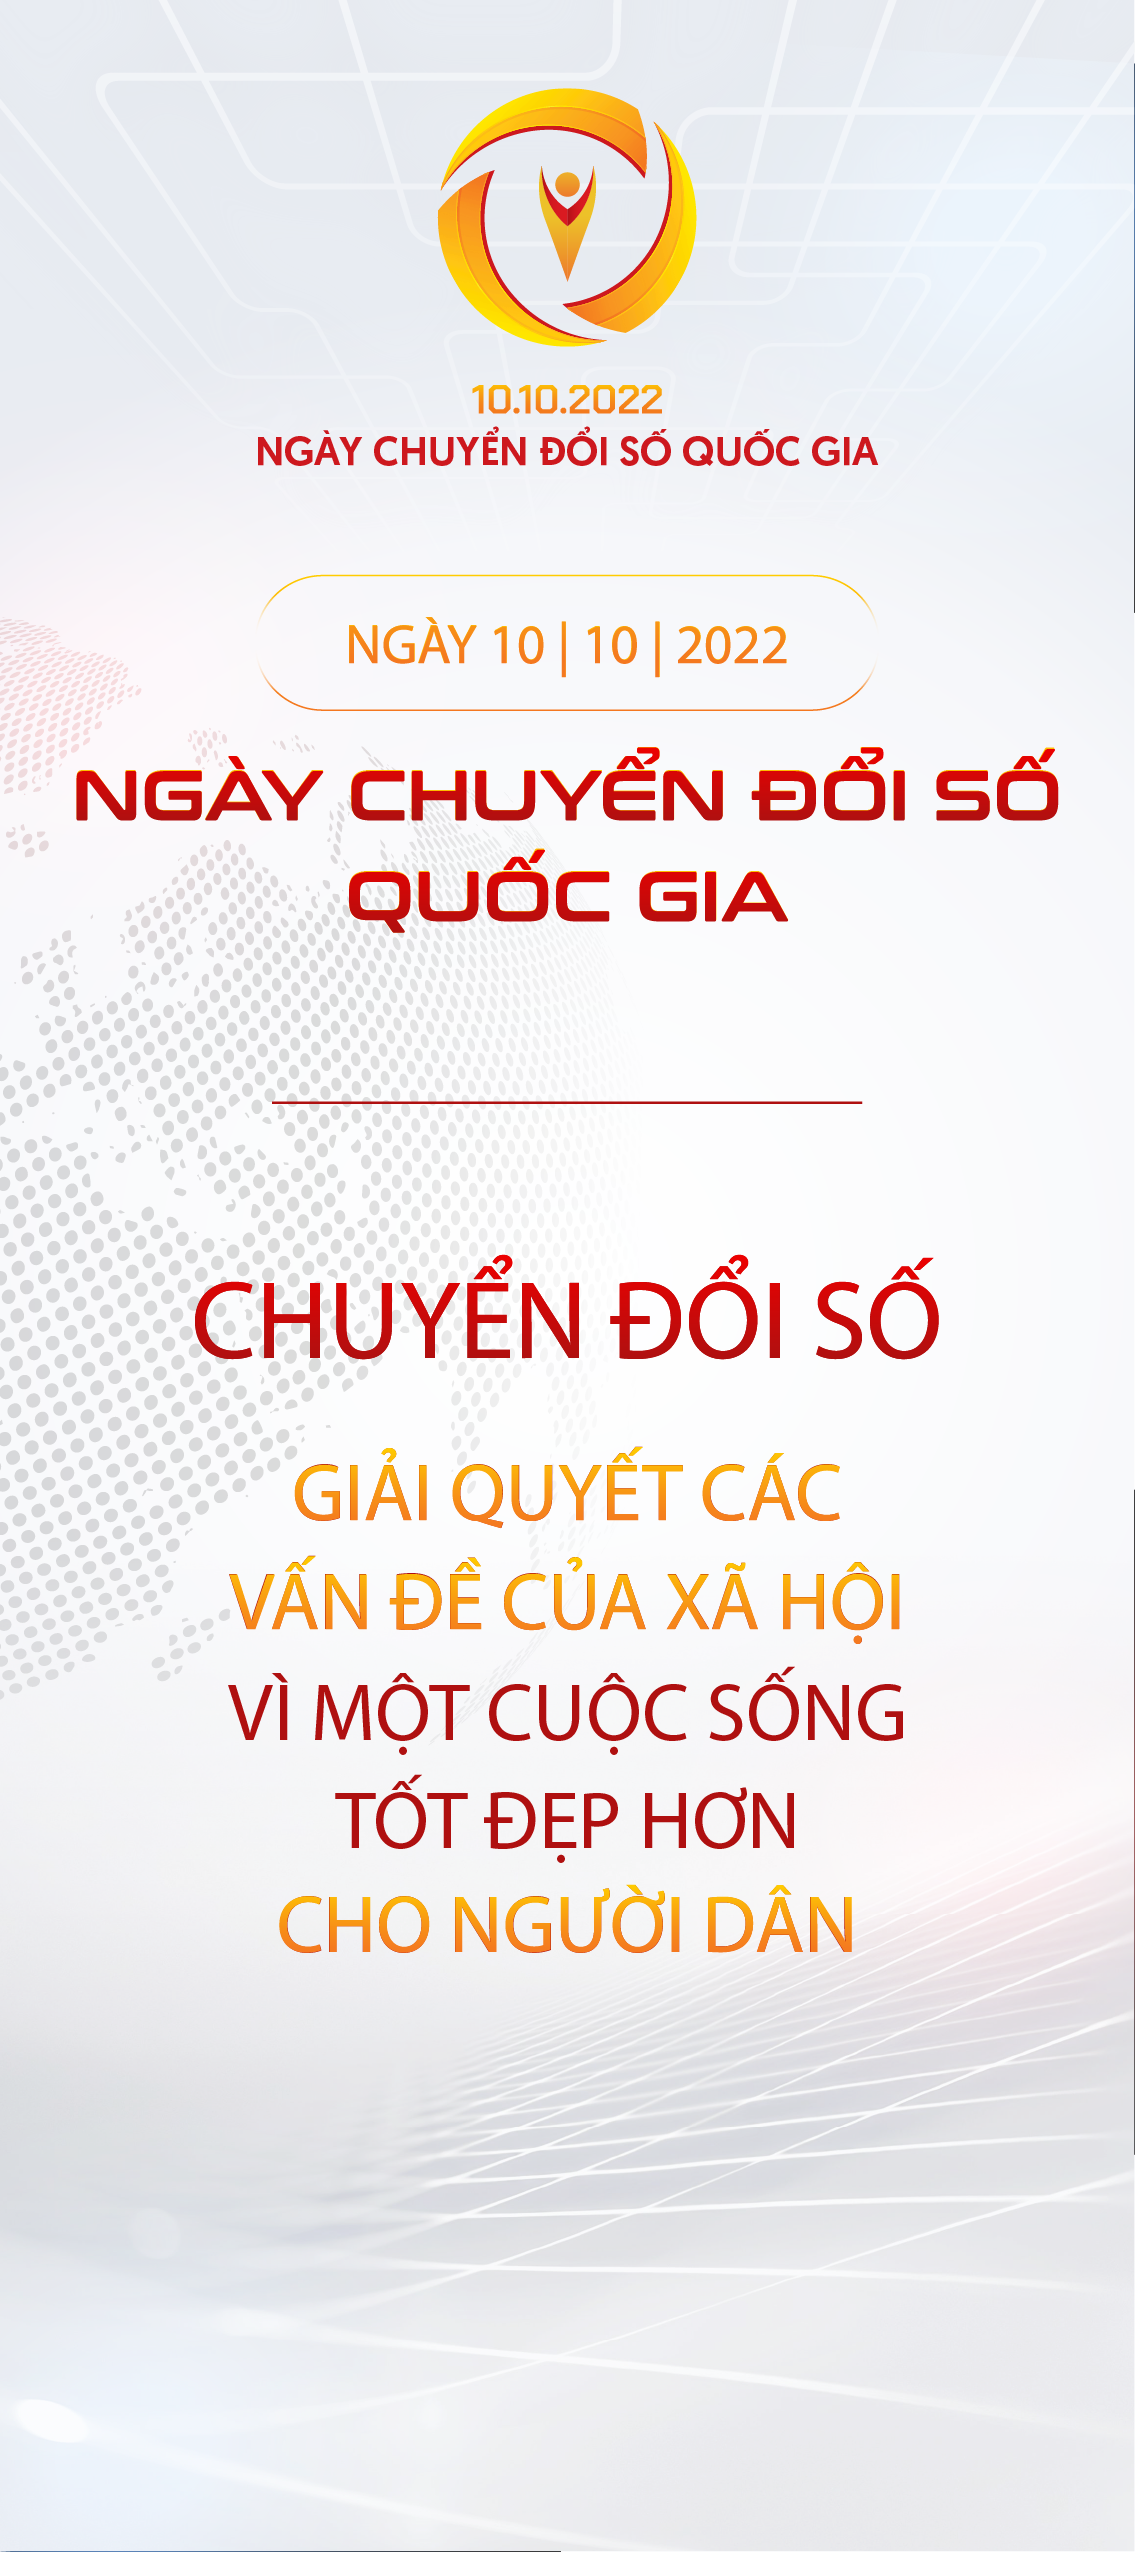 10.10.2022
NGÀY CHUYỂN ĐỔI SỐ QUỐC GIA
NGÀY 10 | 10 | 2022
NGÀY CHUYỂN ĐỔI SỐ
QUỐC GIA
CHUYỂN ĐỔI SỐ
GIẢI QUYẾT CÁC
VẤN ĐỀ CỦA XÃ HỘI
VÌ MỘT CUỘC SỐNG
TỐT ĐẸP HƠN
CHO NGƯỜI DÂN